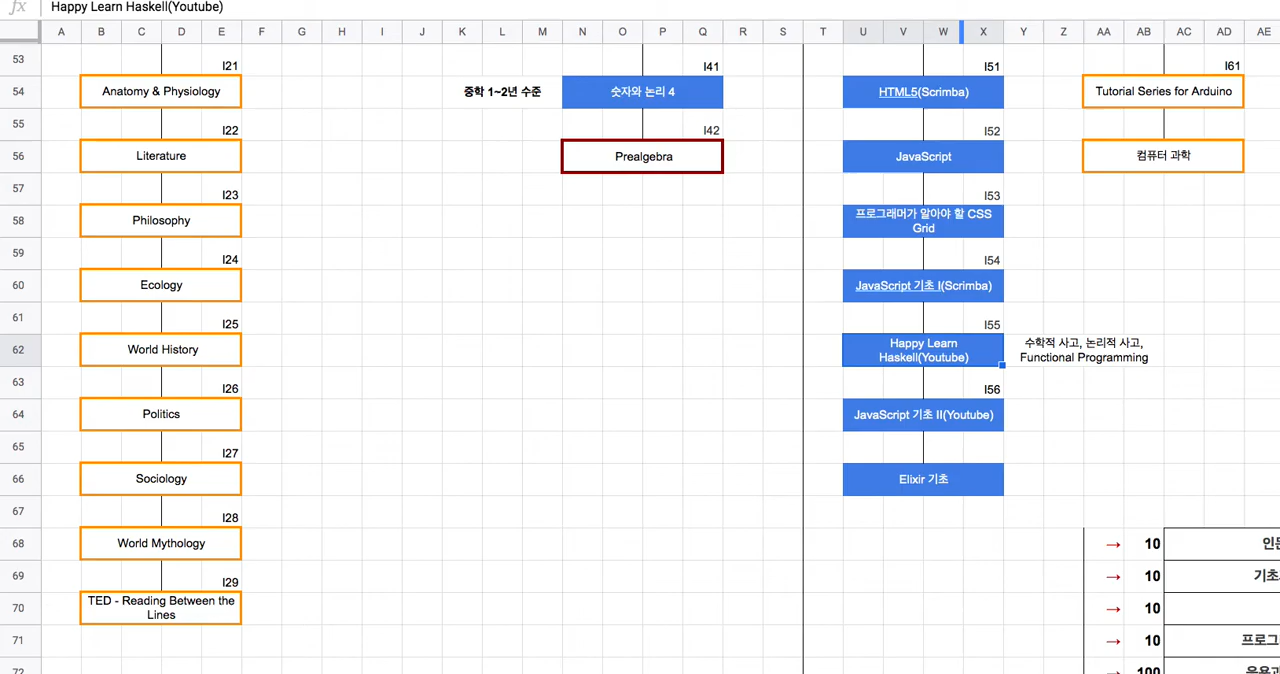 fx Happy Learn Haskell(Youtube)
A B C D E F G H I J K L M N O P Q R S T U V W X Y Z AA AB AC AD AE
53 I21 I41 I51 I61
54 Anatomy & Physiology 중학 1~2년 수준 숫자와 논리 4 HTML5(Scrimba) Tutorial Series for Arduino
55 I22 I42 I52
56 Literature Prealgebra JavaScript 컴퓨터 과학
57 I23 I53
58 Philosophy 프로그래머가 알아야 할 CSS
Grid
59 I24 I54
60 Ecology JavaScript 기초 I(Scrimba)
61 I25 I55
62 World History Happy Learn 수학적 사고, 논리적 사고,
Haskell(Youtube) Functional Programming
63 I26 I56
64 Politics JavaScript 기초 II(Youtube)
65 I27
66 Sociology Elixir 기초
67 I28
68 World Mythology → 10
69 I29 → 10 기초
70 TED - Reading Between the → 10
Lines
71 → 10 프로그
72 → 100